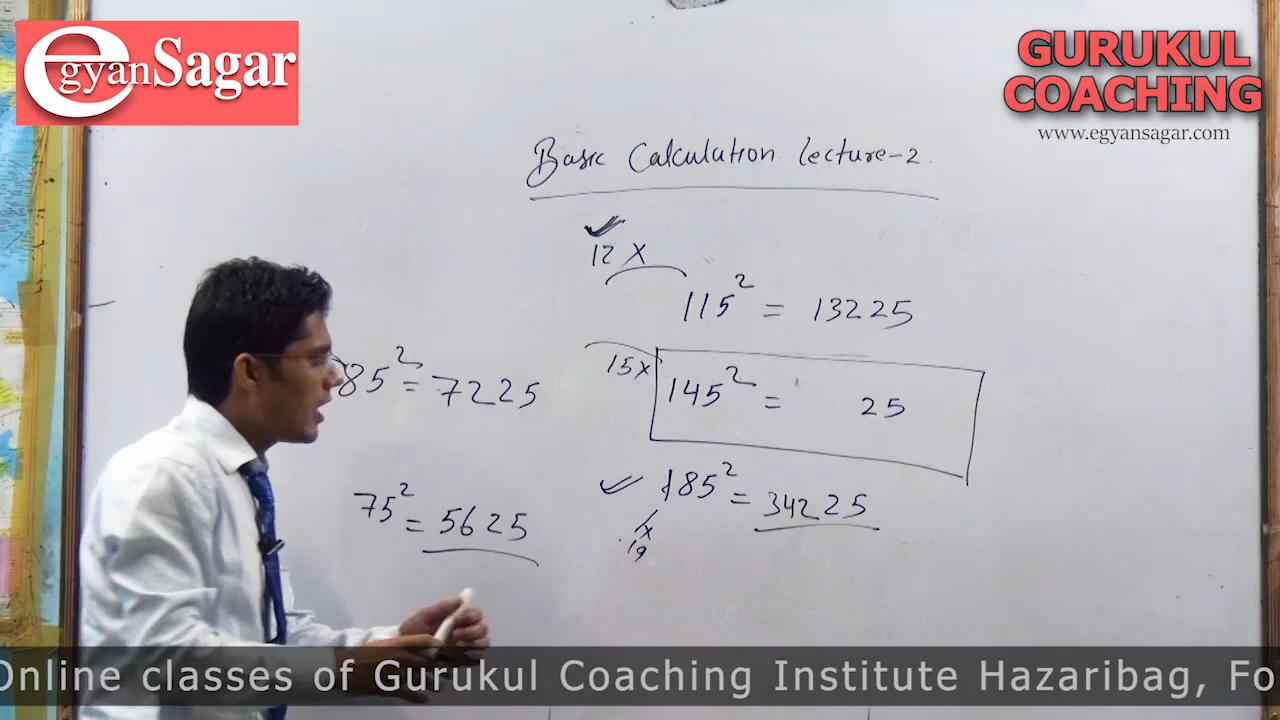 egyanSagar
GURUKUL
COACHING
www.egyansagar.com
Basic Calculation Lecture-2.
12 x
115² = 13225
85² = 7225
15x
145² = 25
75² = 5625
185² = 34225
x
19
Online classes of Gurukul Coaching Institute Hazaribag, Fo